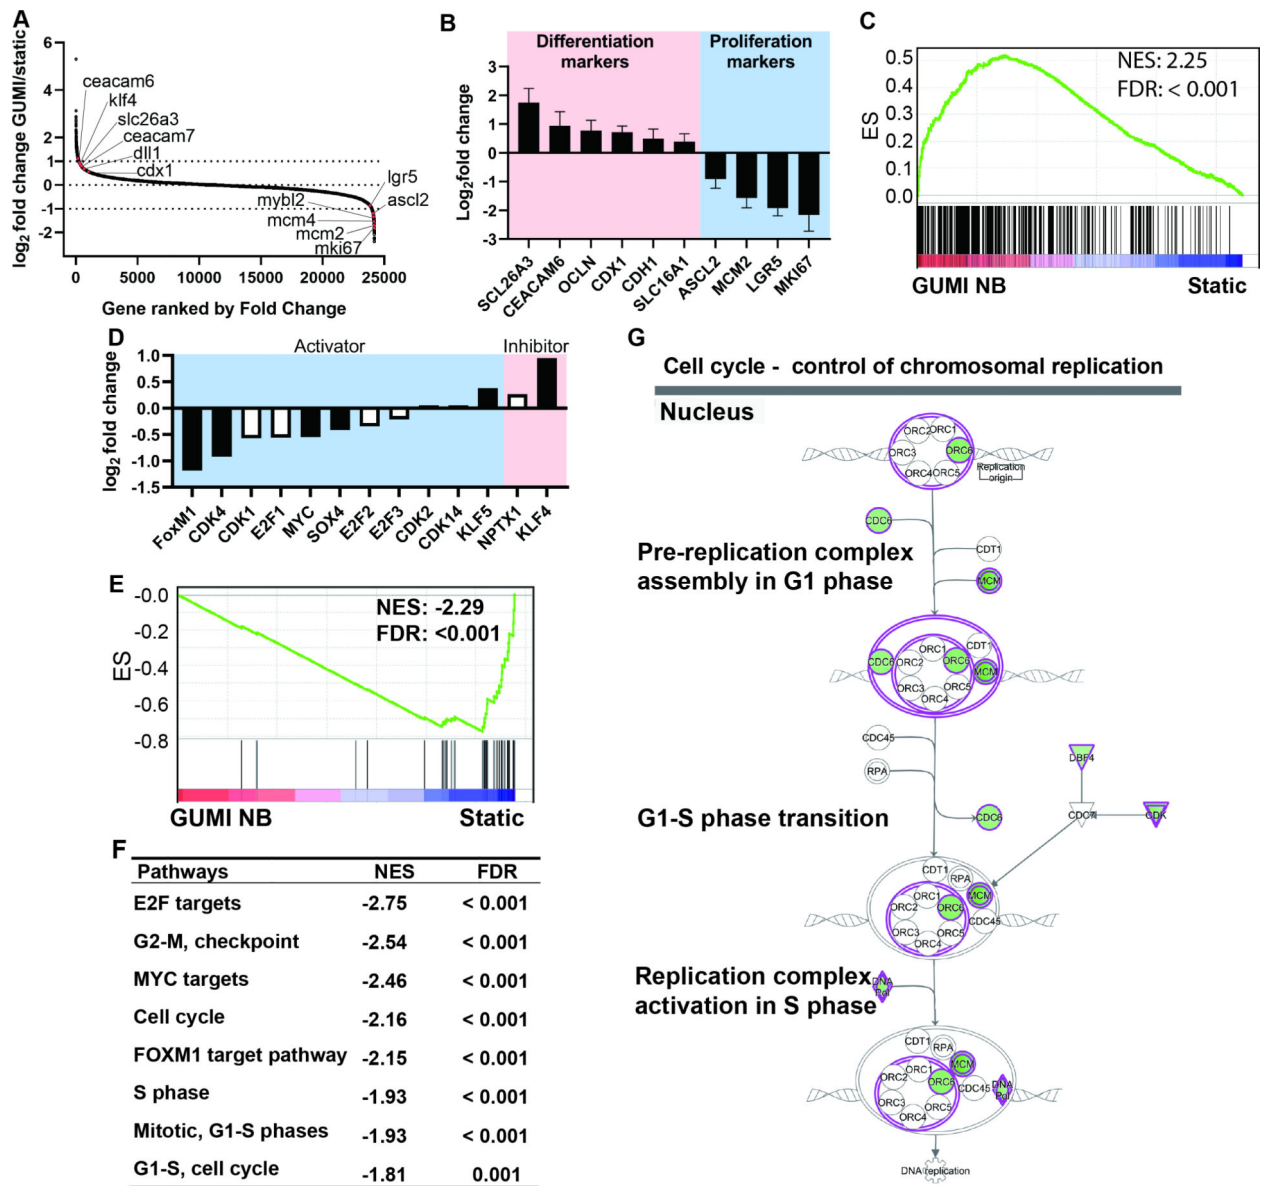 A
log2 fold change GUMI/static
6
4
2
1
0
-1
-2
ceacam6
klf4
slc26a3
ceacam7
dll1
cdx1
lgr5
mybl2
ascl2
mcm4
mcm2
mki67
0 5000 10000 15000 20000 25000
Gene ranked by Fold Change
B
Differentiation markers
Proliferation markers
Log2fold change
3
2
1
0
-1
-2
-3
SCL26A3
CEACAM6
OCLN
CDX1
CDH1
SLC16A1
ASCL2
MCM2
LGR5
MKI67
C
NES: 2.25
FDR: < 0.001
ES
0.5
0.4
0.3
0.2
0.1
0.0
GUMI NB Static
D
Activator Inhibitor
log2 fold change
1.0
0.5
0.0
-0.5
-1.0
-1.5
FoxM1
CDK4
CDK1
E2F1
MYC
SOX4
E2F2
E2F3
CDK2
CDK14
KLF5
NPTX1
KLF4
E
NES: -2.29
FDR: <0.001
ES
-0.0
-0.2
-0.4
-0.6
-0.8
GUMI NB Static
F
Pathways NES FDR
E2F targets -2.75 < 0.001
G2-M, checkpoint -2.54 < 0.001
MYC targets -2.46 < 0.001
Cell cycle -2.16 < 0.001
FOXM1 target pathway -2.15 < 0.001
S phase -1.93 < 0.001
Mitotic, G1-S phases -1.93 < 0.001
G1-S, cell cycle -1.81 0.001
G
Cell cycle - control of chromosomal replication
Nucleus
ORC2 ORC1
ORC3 ORC6
ORC4 ORC5
Replication
origin
CDC6
CDT1
MCM
Pre-replication complex
assembly in G1 phase
ORC1 CDT1
CDC6 ORC2 ORC6 MCM
ORC3 ORC5
ORC4
CDC45
RPA
DBF4
G1-S phase transition
CDC6
CDC7
CDK
CDT1 RPA
ORC1 MCM
ORC2 ORC6
CDC45
ORC3 ORC5
ORC4
Replication complex
activation in S phase
DNA
Pol
CDT1 RPA
ORC1 MCM
ORC2 ORC6
CDC45 DNA
Pol
ORC3 ORC5
ORC4
DNA replication